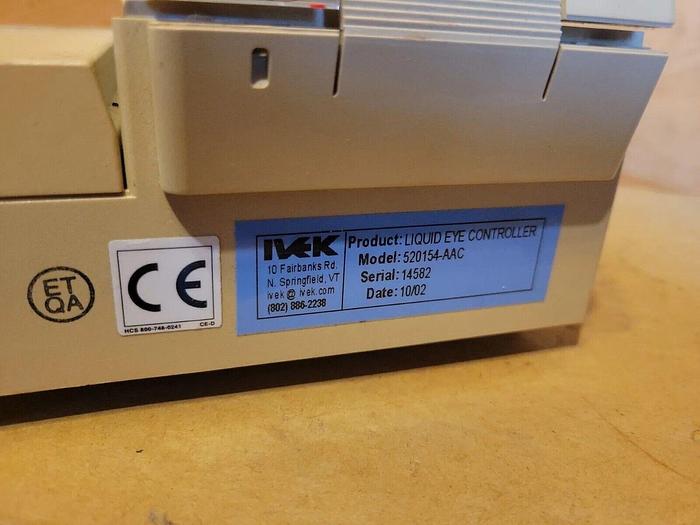 ET
QA
CE
HCS 800-748-0241 CE-D
IVEK
10 Fairbanks Rd.
N. Springfield, VT
ivek @ ivek.com
(802) 886-2238
Product: LIQUID EYE CONTROLLER
Model: 520154-AAC
Serial: 14582
Date: 10/02